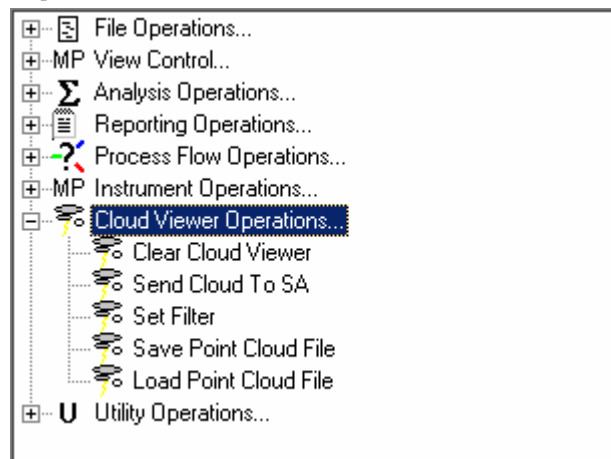 File Operations...
MP View Control...
Σ Analysis Operations...
Reporting Operations...
? Process Flow Operations...
MP Instrument Operations...
Cloud Viewer Operations...
Clear Cloud Viewer
Send Cloud To SA
Set Filter
Save Point Cloud File
Load Point Cloud File
U Utility Operations...